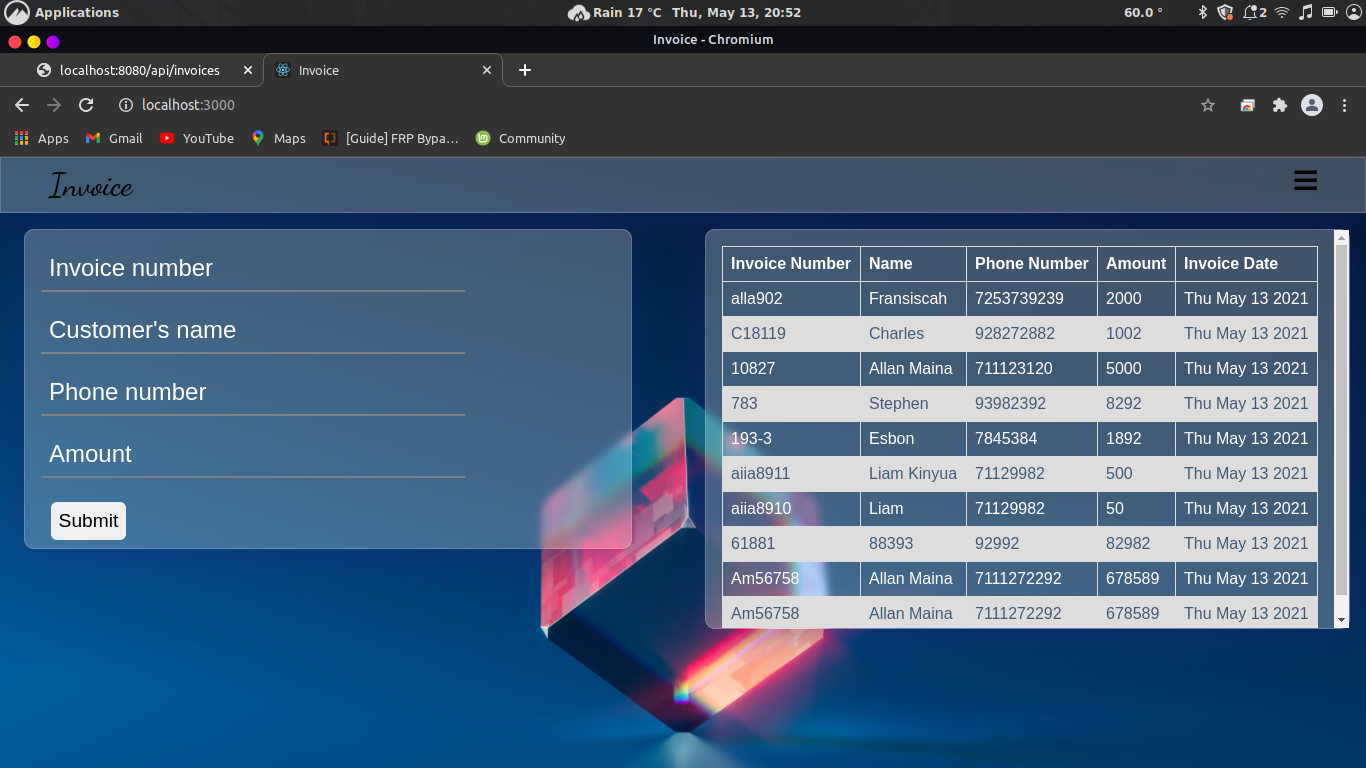 Applications
Rain 17 °C Thu, May 13, 20:52
60.0 °
2
Invoice - Chromium
localhost:8080/api/invoices
Invoice
localhost:3000
Apps Gmail YouTube Maps [Guide] FRP Bypa... Community
Invoice
Invoice number
Customer's name
Phone number
Amount
Submit
Invoice Number Name Phone Number Amount Invoice Date
alla902 Fransiscah 7253739239 2000 Thu May 13 2021
C18119 Charles 928272882 1002 Thu May 13 2021
10827 Allan Maina 711123120 5000 Thu May 13 2021
783 Stephen 93982392 8292 Thu May 13 2021
193-3 Esbon 7845384 1892 Thu May 13 2021
aiia8911 Liam Kinyua 71129982 500 Thu May 13 2021
aiia8910 Liam 71129982 50 Thu May 13 2021
61881 88393 92992 82982 Thu May 13 2021
Am56758 Allan Maina 7111272292 678589 Thu May 13 2021
Am56758 Allan Maina 7111272292 678589 Thu May 13 2021